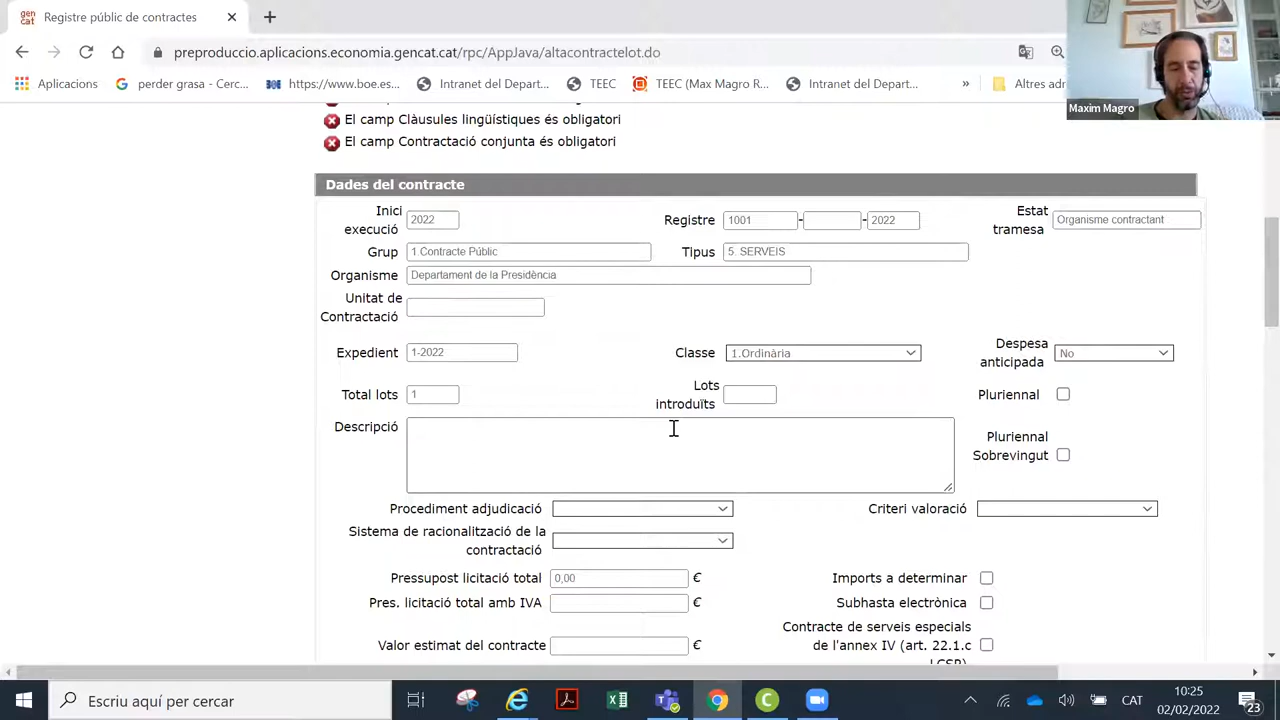 gen
cat
Registre públic de contractes
preproduccio.aplicacions.economia.gencat.cat/rpc/AppJava/altacontractelot.do
Aplicacions
perder grasa - Cerc...
https://www.boe.es...
Intranet del Depart...
TEEC
TEEC (Max Magro R...
Intranet del Depart...
»
Altres adr
Maxim Magro
El camp Clàusules lingüístiques és obligatori
El camp Contractació conjunta és obligatori
Dades del contracte
Inici
execució
2022
Registre
1001
-
-
2022
Estat
tramesa
Organisme contractant
Grup
1.Contracte Públic
Tipus
5. SERVEIS
Organisme
Departament de la Presidència
Unitat de
Contractació
Expedient
1-2022
Classe
1.Ordinària
Despesa
anticipada
No
Total lots
1
Lots
introduïts
Pluriennal
Descripció
Pluriennal
Sobrevingut
Procediment adjudicació
Criteri valoració
Sistema de racionalització de la
contractació
Pressupost licitació total
0,00
€
Imports a determinar
Pres. licitació total amb IVA
€
Subhasta electrònica
Valor estimat del contracte
€
Contracte de serveis especials
de l'annex IV (art. 22.1.c
LCSP)
Escriu aquí per cercar
CAT
10:25
02/02/2022
23